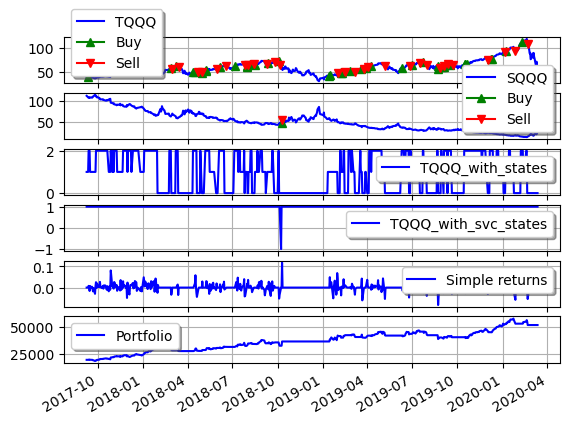 TQQQ
Buy
Sell
100
50
SQQQ
Buy
Sell
100
50
2
0
TQQQ_with_states
1
0
−1
TQQQ_with_svc_states
0.1
0.0
Simple returns
50000
25000
Portfolio
2017-10
2018-01
2018-04
2018-07
2018-10
2019-01
2019-04
2019-07
2019-10
2020-01
2020-04